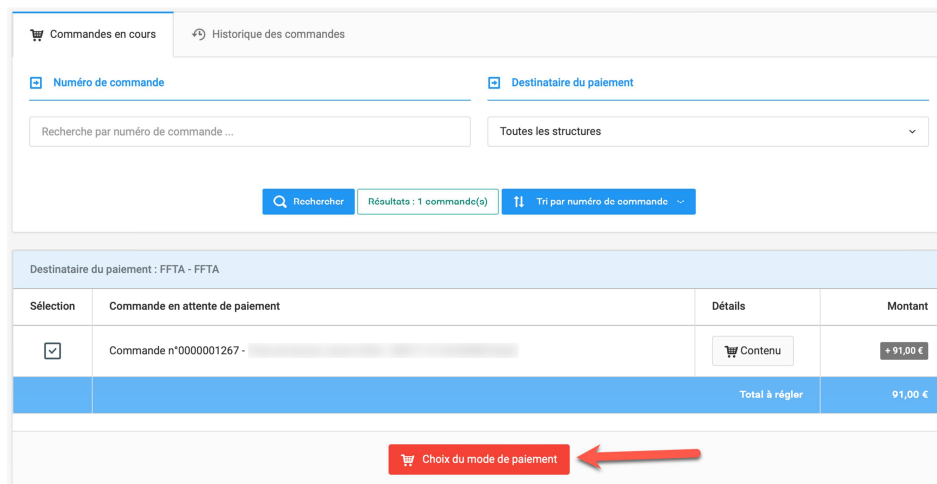 Commandes en cours
Historique des commandes
Numéro de commande
Destinataire du paiement
Recherche par numéro de commande ...
Toutes les structures
Rechercher
Résultats : 1 commande(s)
Tri par numéro de commande
Destinataire du paiement : FFTA - FFTA
Sélection
Commande en attente de paiement
Détails
Montant
Commande n°0000001267 -
Contenu
+ 91,00 €
Total à régler
91,00 €
Choix du mode de paiement